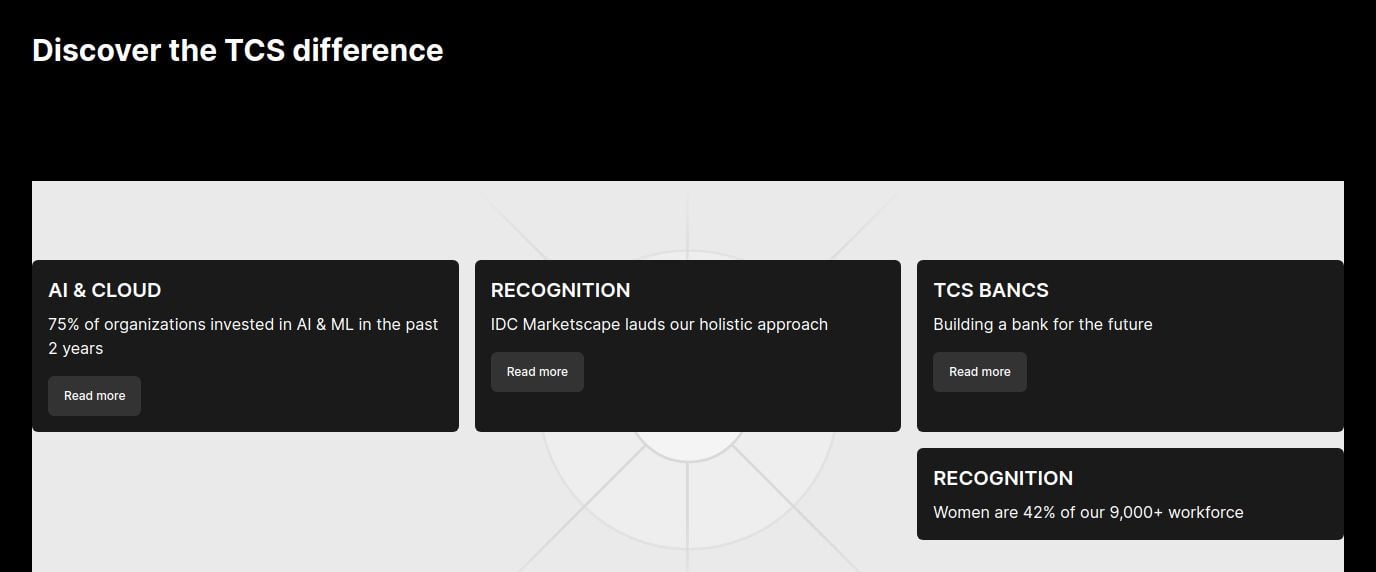 Discover the TCS difference
AI & CLOUD
75% of organizations invested in AI & ML in the past
2 years
Read more
RECOGNITION
IDC Marketscape lauds our holistic approach
Read more
TCS BANCS
Building a bank for the future
Read more
RECOGNITION
Women are 42% of our 9,000+ workforce